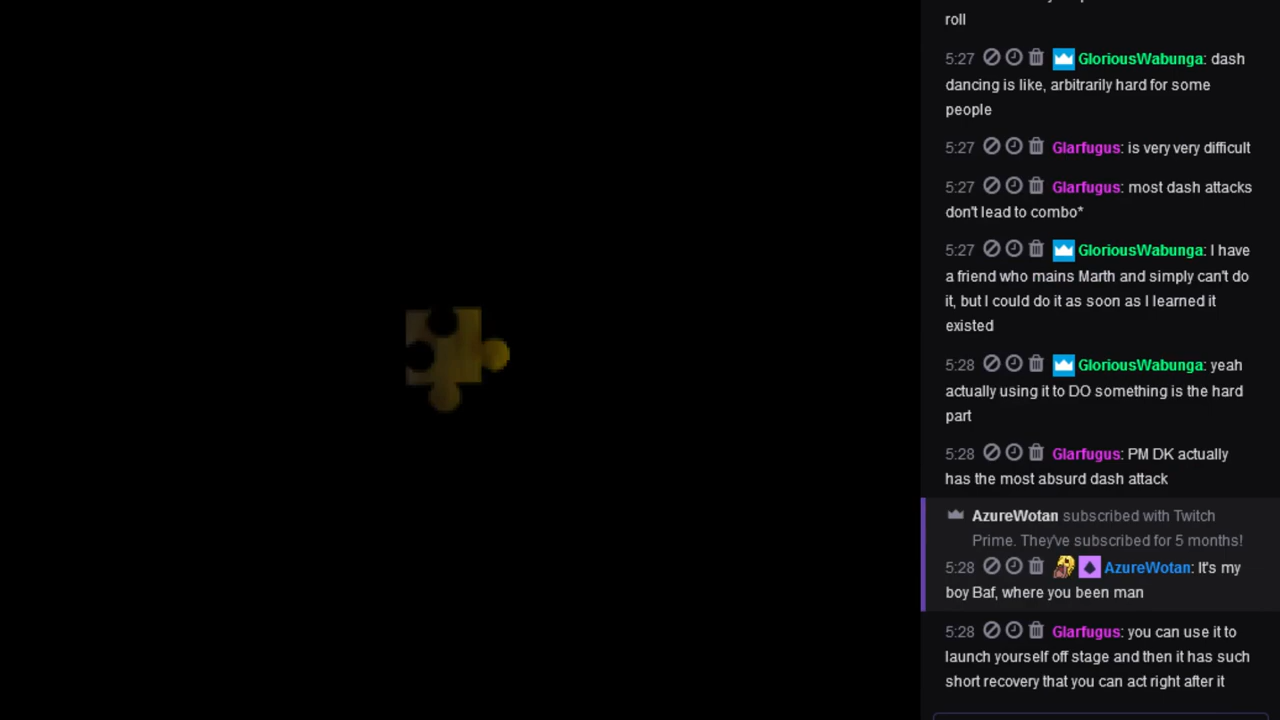 roll
5:27 GloriousWabunga: dash
dancing is like, arbitrarily hard for some
people
5:27 Glarfugus: is very very difficult
5:27 Glarfugus: most dash attacks
don't lead to combo*
5:27 GloriousWabunga: I have
a friend who mains Marth and simply can't do
it, but I could do it as soon as I learned it
existed
5:28 GloriousWabunga: yeah
actually using it to DO something is the hard
part
5:28 Glarfugus: PM DK actually
has the most absurd dash attack
AzureWotan subscribed with Twitch
Prime. They've subscribed for 5 months!
5:28 AzureWotan: It's my
boy Baf, where you been man
5:28 Glarfugus: you can use it to
launch yourself off stage and then it has such
short recovery that you can act right after it